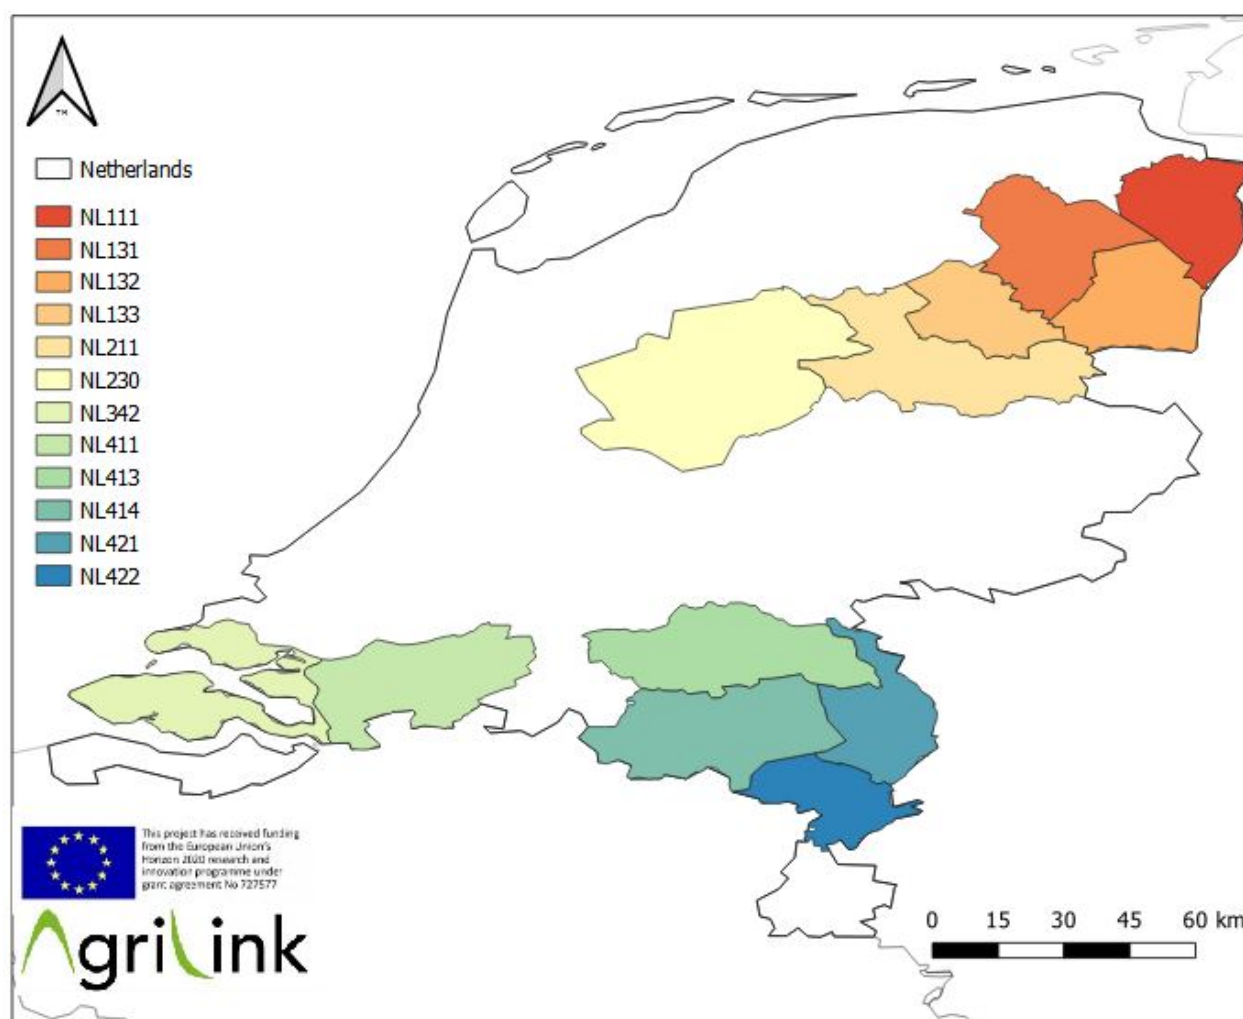 TM
Netherlands
NL111
NL131
NL132
NL133
NL211
NL230
NL342
NL411
NL413
NL414
NL421
NL422
This project has received funding
from the European Union's
Horizon 2020 research and
innovation programme under
grant agreement No 727577
AgriLink
0 15 30 45 60 km